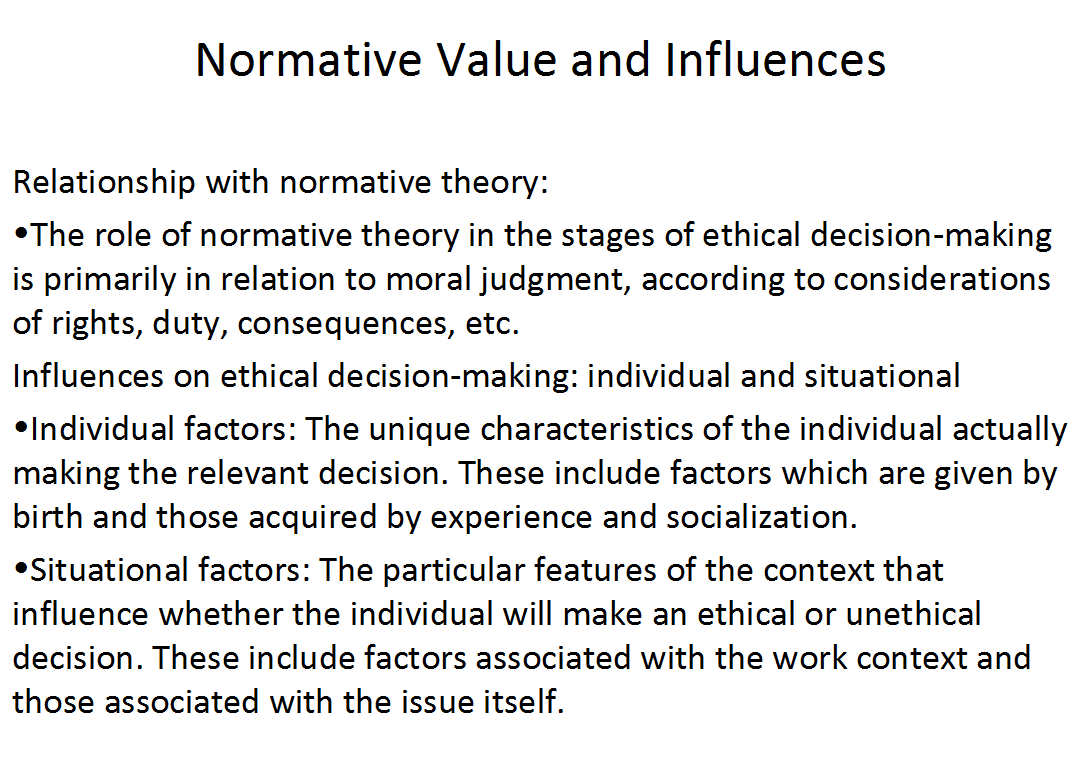 Normative Value and Influences
Relationship with normative theory:
•The role of normative theory in the stages of ethical decision-making
is primarily in relation to moral judgment, according to considerations
of rights, duty, consequences, etc.
Influences on ethical decision-making: individual and situational
•Individual factors: The unique characteristics of the individual actually
making the relevant decision. These include factors which are given by
birth and those acquired by experience and socialization.
•Situational factors: The particular features of the context that
influence whether the individual will make an ethical or unethical
decision. These include factors associated with the work context and
those associated with the issue itself.